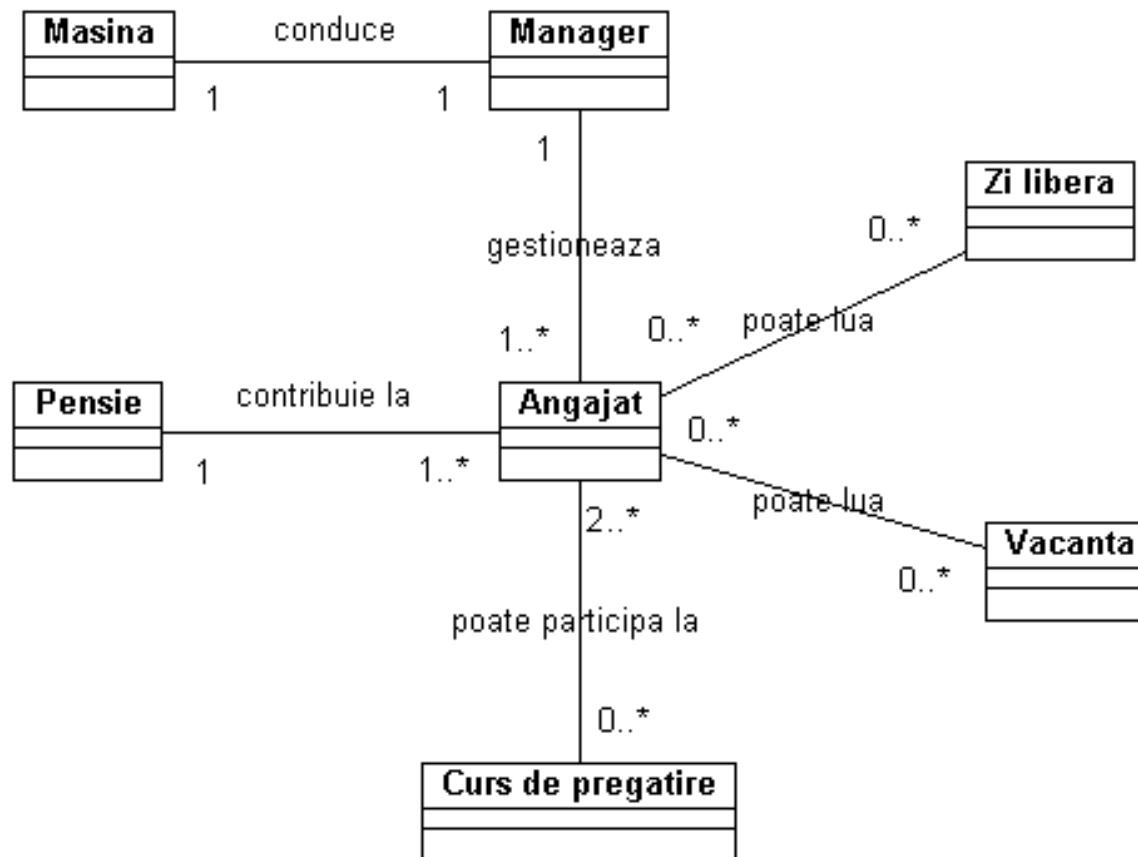 Masina
conduce
Manager
1
1
1
Zi libera
0..*
gestioneaza
0..*
poate lua
1..*
Pensie
contribuie la
Angajat
0..*
1
1..*
poate lua
2..*
Vacanta
0..*
poate participa la
0..*
Curs de pregatire